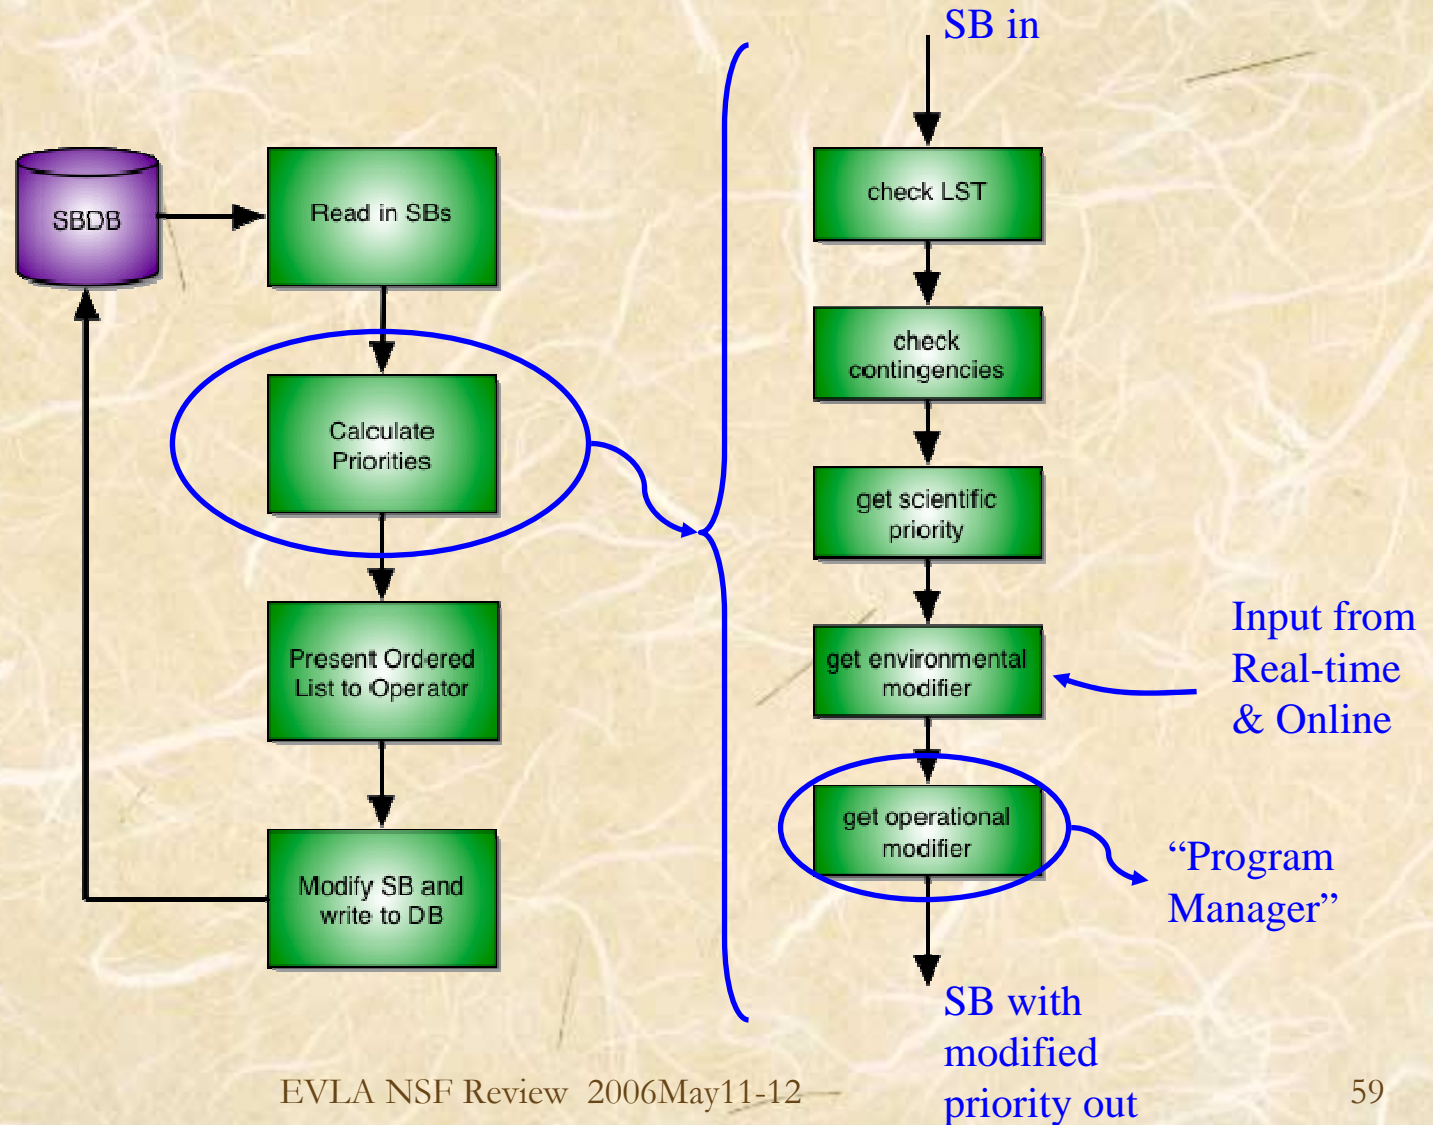 SB in
SBDB
Read in SBs
Calculate
Priorities
Present Ordered
List to Operator
Modify SB and
write to DB
check LST
check
contingencies
get scientific
priority
get environmental
modifier
get operational
modifier
Input from
Real-time
& Online
“Program
Manager”
SB with
modified
priority out
EVLA NSF Review 2006May11-12
59